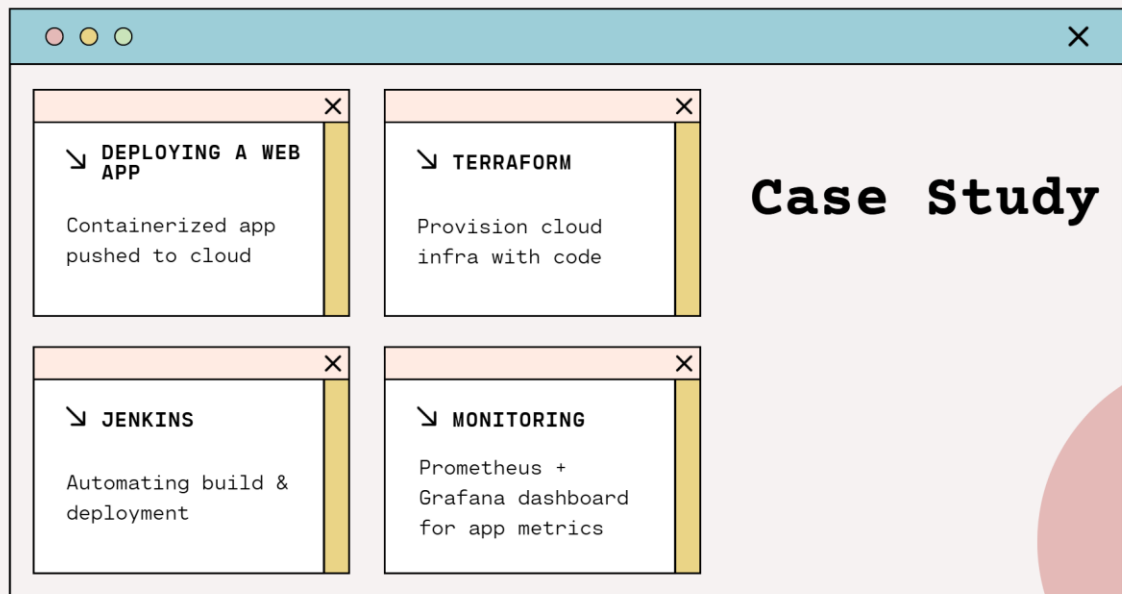 DEPLOYING A WEB
APP
Containerized app
pushed to cloud
TERRAFORM
Provision cloud
infra with code
Case Study
JENKINS
Automating build &
deployment
MONITORING
Prometheus +
Grafana dashboard
for app metrics